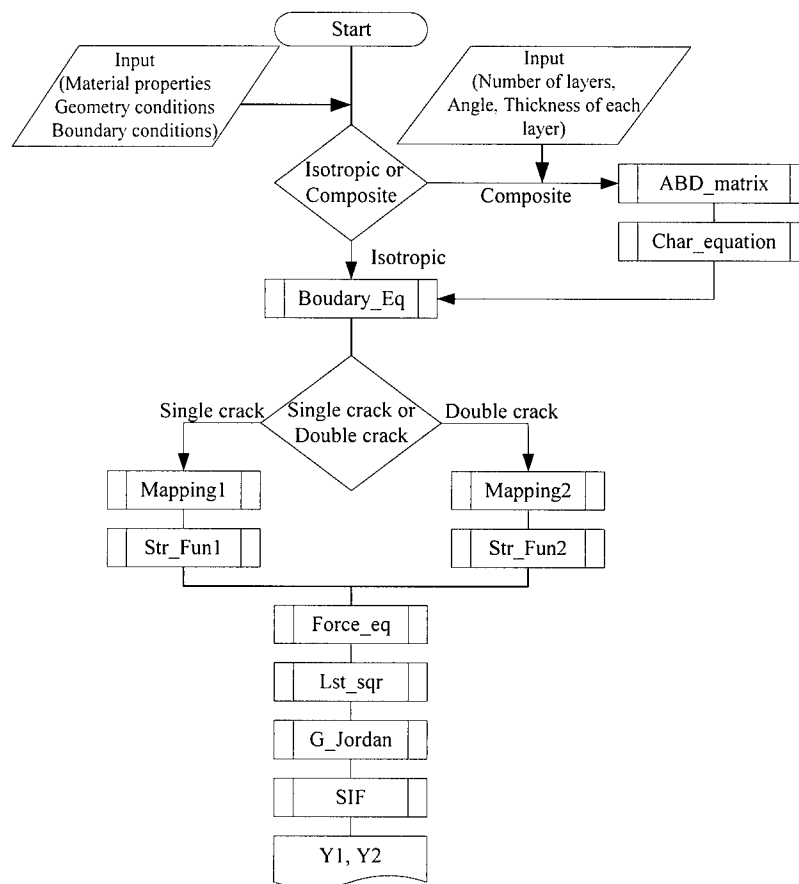 Start
Input
(Material properties
Geometry conditions
Boundary conditions)
Input
(Number of layers,
Angle, Thickness of each
layer)
Isotropic or
Composite
Composite
ABD_matrix
Char_equation
Isotropic
Boudary_Eq
Single crack
Single crack or
Double crack
Double crack
Mapping1
Mapping2
Str_Fun1
Str_Fun2
Force_eq
Lst_sqr
G_Jordan
SIF
Y1, Y2